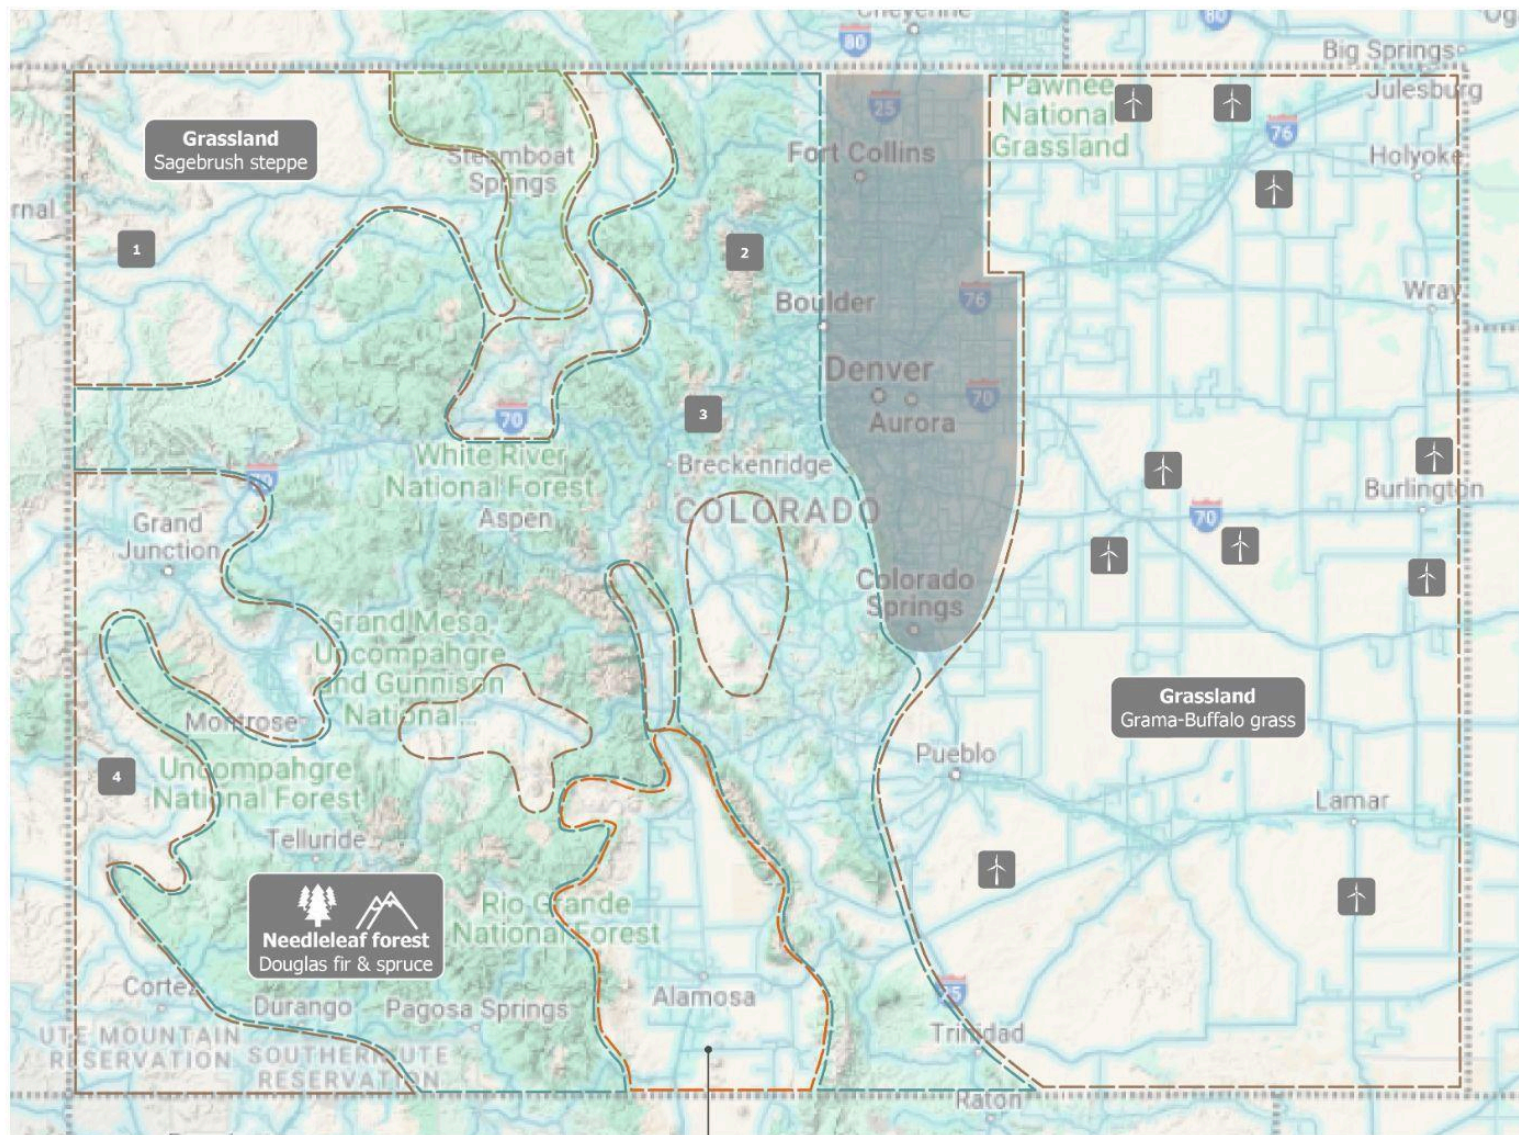 Cheyenne
80
80
Big Springs
Julesburg
Pawnee
National
Grassland
25
76
Grassland
Sagebrush steppe
Steamboat
Springs
Fort Collins
Holyoke
rnal
1
2
Boulder
76
Wray
Denver
70
Aurora
3
70
White River
National Forest
Breckenridge
70
Burlington
Grand
Junction
Aspen
COLORADO
70
Colorado
Springs
Grand Mesa,
Uncompahgre
and Gunnison
National...
Grassland
Grama-Buffalo grass
Montrose
Pueblo
4
Uncompahgre
National Forest
Lamar
Telluride
Needleleaf forest
Douglas fir & spruce
Rio Grande
National Forest
Cortez
Durango
Pagosa Springs
Alamosa
25
Trinidad
UTE MOUNTAIN
RESERVATION
SOUTHERN UTE
RESERVATION
Raton